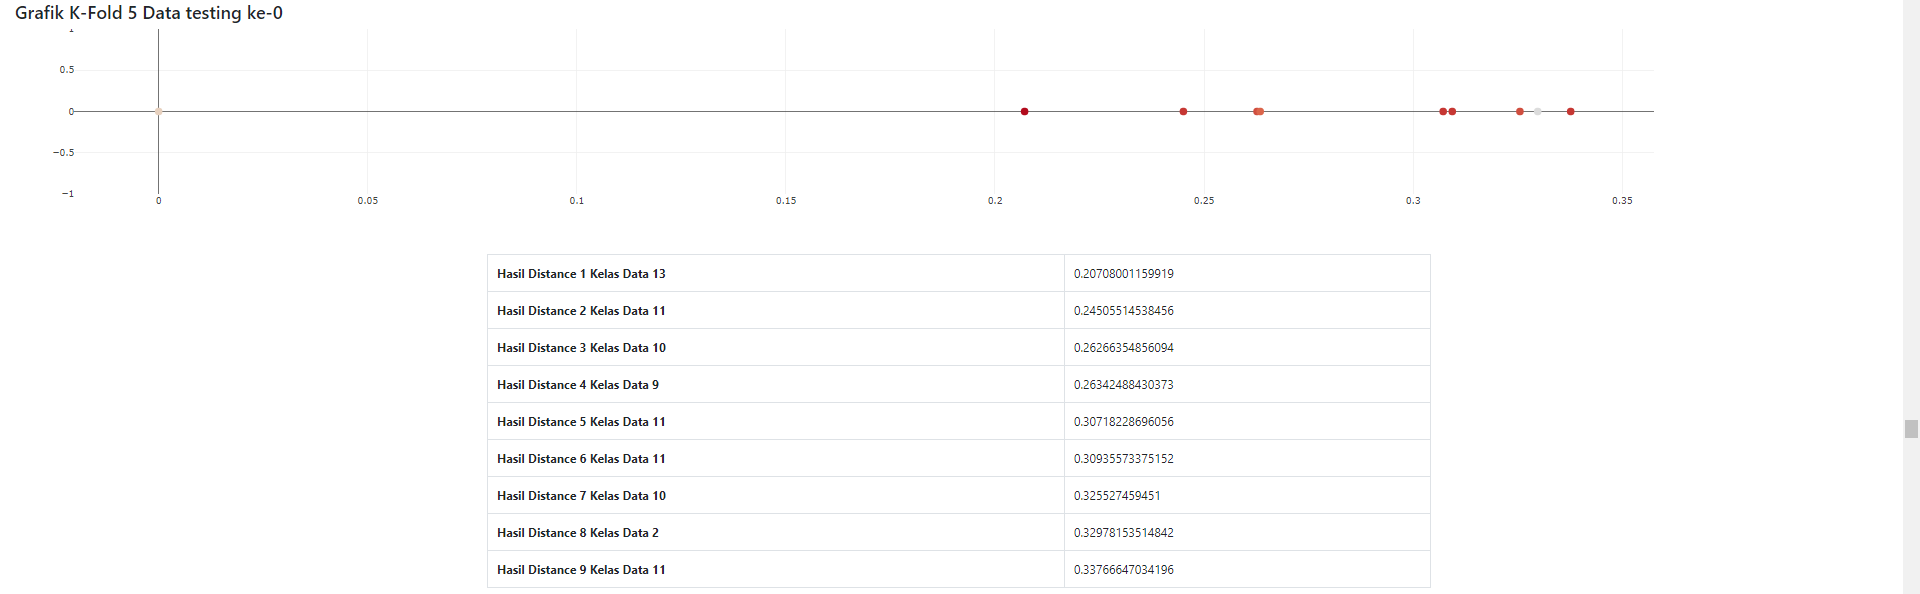 Grafik K-Fold 5 Data testing ke-0
1
0.5
0
−0.5
−1
0 0.05 0.1 0.15 0.2 0.25 0.3 0.35
Hasil Distance 1 Kelas Data 13 0.20708001159919
Hasil Distance 2 Kelas Data 11 0.24505514538456
Hasil Distance 3 Kelas Data 10 0.26266354856094
Hasil Distance 4 Kelas Data 9 0.26342488430373
Hasil Distance 5 Kelas Data 11 0.30718228696056
Hasil Distance 6 Kelas Data 11 0.30935573375152
Hasil Distance 7 Kelas Data 10 0.325527459451
Hasil Distance 8 Kelas Data 2 0.32978153514842
Hasil Distance 9 Kelas Data 11 0.33766647034196